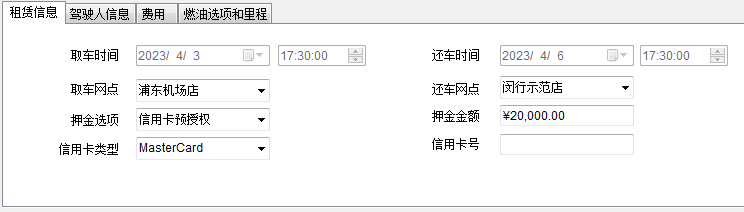 租赁信息 驾驶人信息 费用 燃油选项和里程
取车时间 2023/ 4/ 3 17:30:00 还车时间 2023/ 4/ 6 17:30:00
取车网点 浦东机场店 还车网点 闵行示范店
押金选项 信用卡预授权 押金金额 ¥20,000.00
信用卡类型 MasterCard 信用卡号